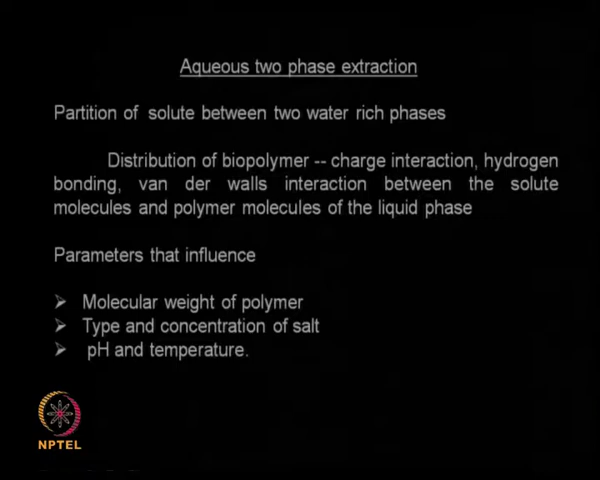 Aqueous two phase extraction
Partition of solute between two water rich phases
Distribution of biopolymer -- charge interaction, hydrogen
bonding, van der walls interaction between the solute
molecules and polymer molecules of the liquid phase
Parameters that influence
➤ Molecular weight of polymer
➤ Type and concentration of salt
➤ pH and temperature.
NPTEL